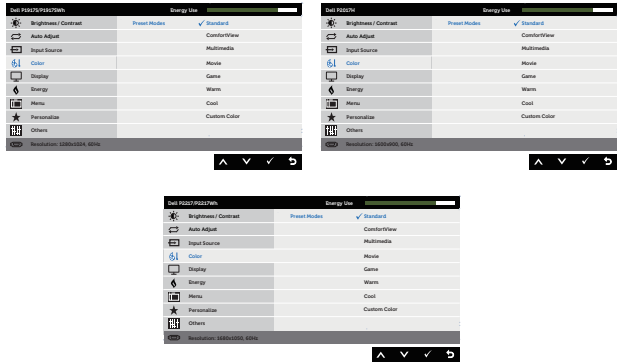 Dell P1917S/P1917SWh Energy Use
Brightness / Contrast Preset Modes ✓ Standard
Auto Adjust ComfortView
Input Source Multimedia
Color Movie
Display Game
Energy Warm
Menu Cool
Personalize Custom Color
Others
Resolution: 1280x1024, 60Hz
Dell P2017H Energy Use
Brightness / Contrast Preset Modes ✓ Standard
Auto Adjust ComfortView
Input Source Multimedia
Color Movie
Display Game
Energy Warm
Menu Cool
Personalize Custom Color
Others
Resolution: 1600x900, 60Hz
Dell P2217/P2217Wh Energy Use
Brightness / Contrast Preset Modes ✓ Standard
Auto Adjust ComfortView
Input Source Multimedia
Color Movie
Display Game
Energy Warm
Menu Cool
Personalize Custom Color
Others
Resolution: 1680x1050, 60Hz